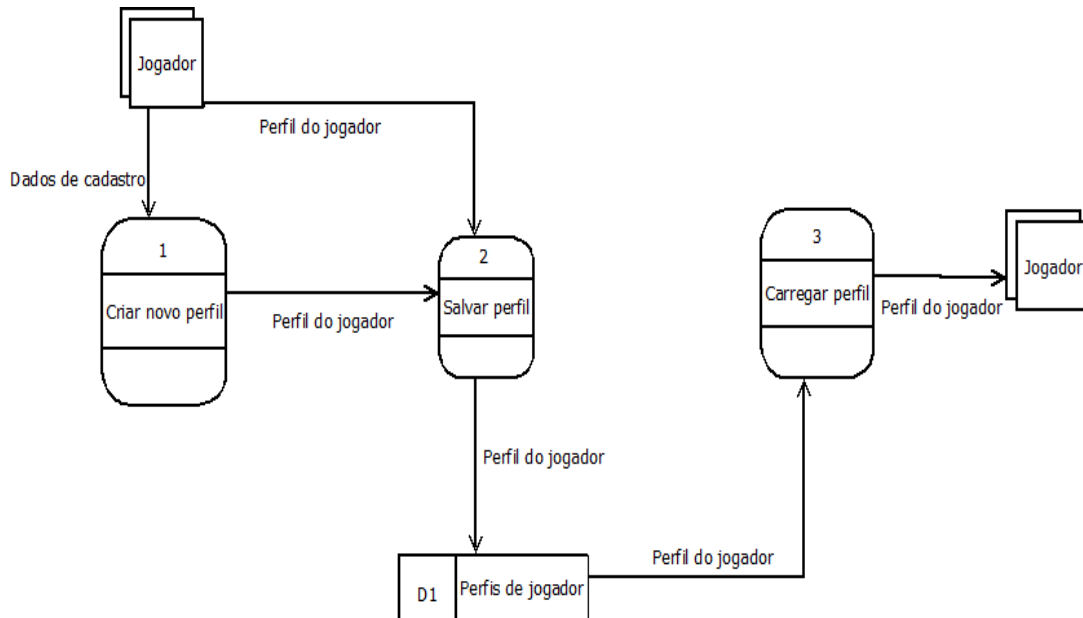 Jogador
Perfil do jogador
Dados de cadastro
1
Criar novo perfil
Perfil do jogador
2
Salvar perfil
3
Carregar perfil
Perfil do jogador
Jogador
Perfil do jogador
D1
Perfis de jogador
Perfil do jogador